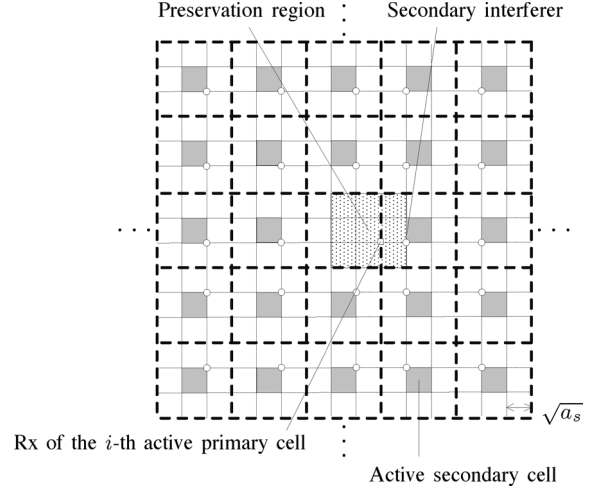 Preservation region
Secondary interferer
√a_s
Rx of the i-th active primary cell
Active secondary cell